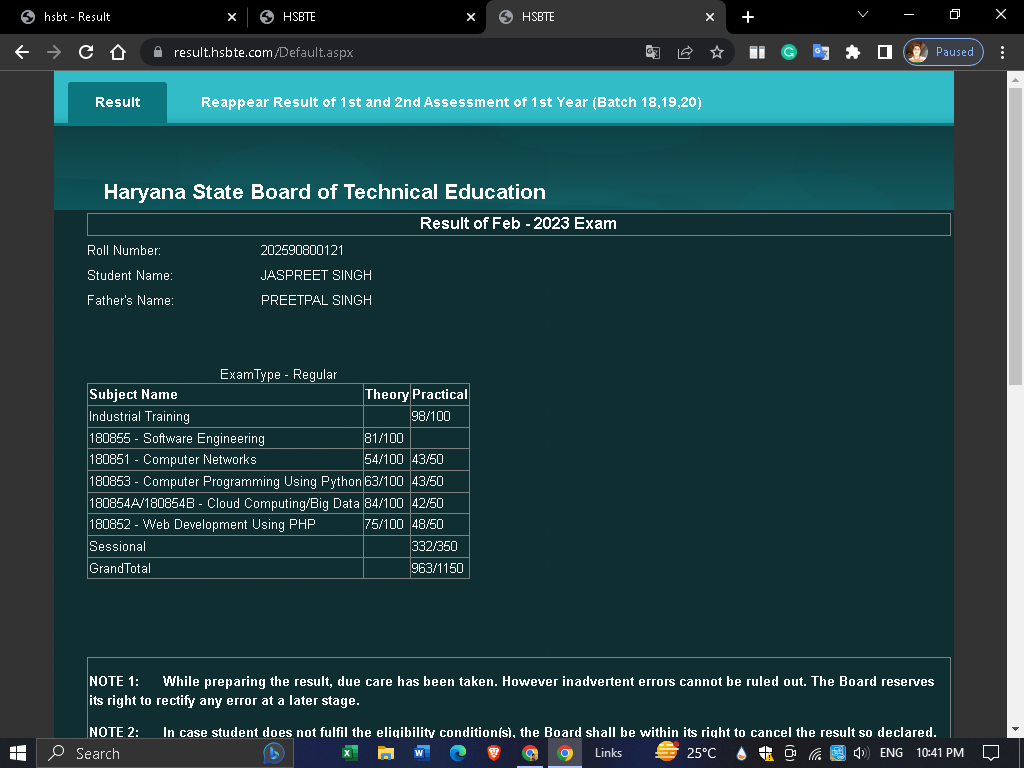 hsbt - Result
HSBTE
HSBTE
result.hsbte.com/Default.aspx
Paused
Result
Reappear Result of 1st and 2nd Assessment of 1st Year (Batch 18,19,20)
Haryana State Board of Technical Education
Result of Feb - 2023 Exam
Roll Number: 202590800121
Student Name: JASPREET SINGH
Father's Name: PREETPAL SINGH
ExamType - Regular
Subject Name Theory Practical
Industrial Training 98/100
180855 - Software Engineering 81/100
180851 - Computer Networks 54/100 43/50
180853 - Computer Programming Using Python 63/100 43/50
180854A/180854B - Cloud Computing/Big Data 84/100 42/50
180852 - Web Development Using PHP 75/100 48/50
Sessional 332/350
GrandTotal 963/1150
NOTE 1: While preparing the result, due care has been taken. However inadvertent errors cannot be ruled out. The Board reserves
its right to rectify any error at a later stage.
NOTE 2: In case student does not fulfil the eligibility condition(s), the Board shall be within its right to cancel the result so declared.
Search
Links
25°C
ENG
10:41 PM